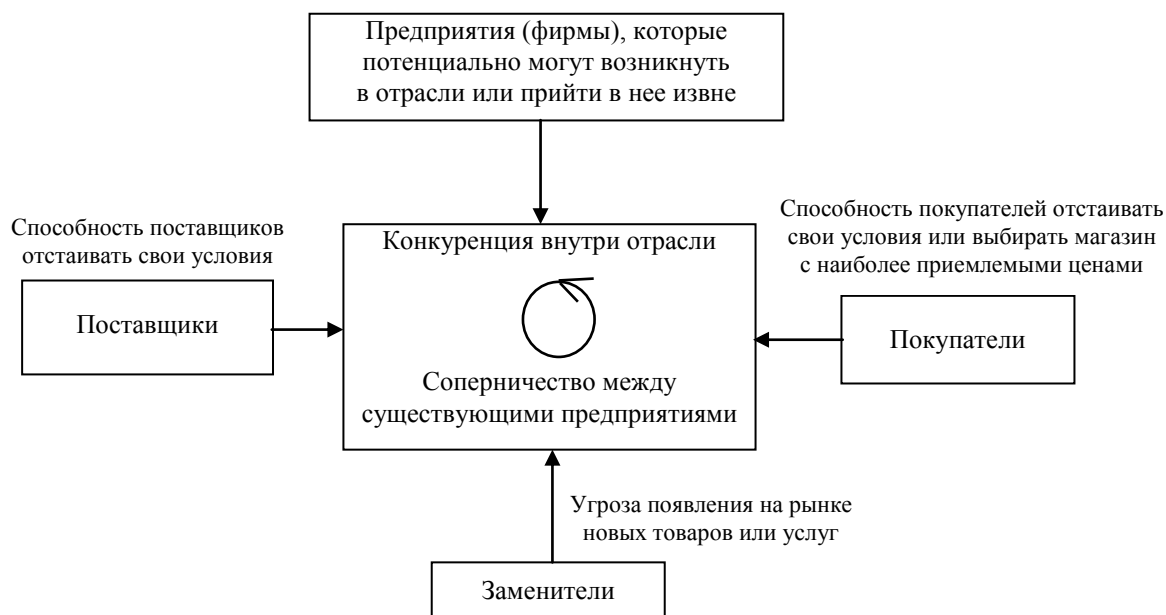 Предприятия (фирмы), которые
потенциально могут возникнуть
в отрасли или прийти в нее извне
Способность поставщиков
отстаивать свои условия
Поставщики
Конкуренция внутри отрасли
Соперничество между
существующими предприятиями
Способность покупателей отстаивать
свои условия или выбирать магазин
с наиболее приемлемыми ценами
Покупатели
Угроза появления на рынке
новых товаров или услуг
Заменители